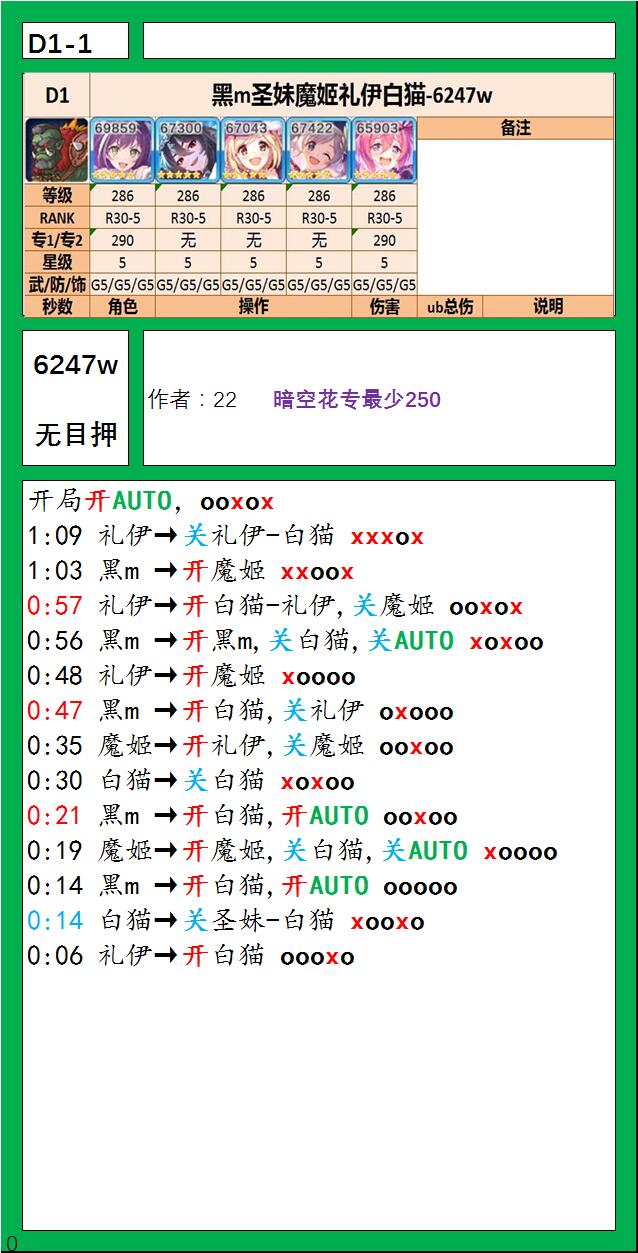 D1-1
D1 黑m圣妹魔姬礼伊白猫-6247w
69859 67300 67043 67422 65903 备注
等级 286 286 286 286 286
RANK R30-5 R30-5 R30-5 R30-5 R30-5
专1/专2 290 无 无 无 290
星级 5 5 5 5 5
武/防/饰 G5/G5/G5 G5/G5/G5 G5/G5/G5 G5/G5/G5 G5/G5/G5
秒数 角色 操作 伤害 ub总伤 说明
6247w
无目押
作者：22 暗空花专最少250
开局开AUTO, ooxox
1:09 礼伊→关礼伊-白猫 xxxox
1:03 黑m →开魔姬 xxoox
0:57 礼伊→开白猫-礼伊,关魔姬 ooxox
0:56 黑m →开黑m,关白猫,关AUTO xoxoo
0:48 礼伊→开魔姬 xoooo
0:47 黑m →开白猫,关礼伊 oxooo
0:35 魔姬→开礼伊,关魔姬 ooxoo
0:30 白猫→关白猫 xoxoo
0:21 黑m →开白猫,开AUTO ooxoo
0:19 魔姬→开魔姬,关白猫,关AUTO xoooo
0:14 黑m →开白猫,开AUTO ooooo
0:14 白猫→关圣妹-白猫 xooxo
0:06 礼伊→开白猫 oooxo
0